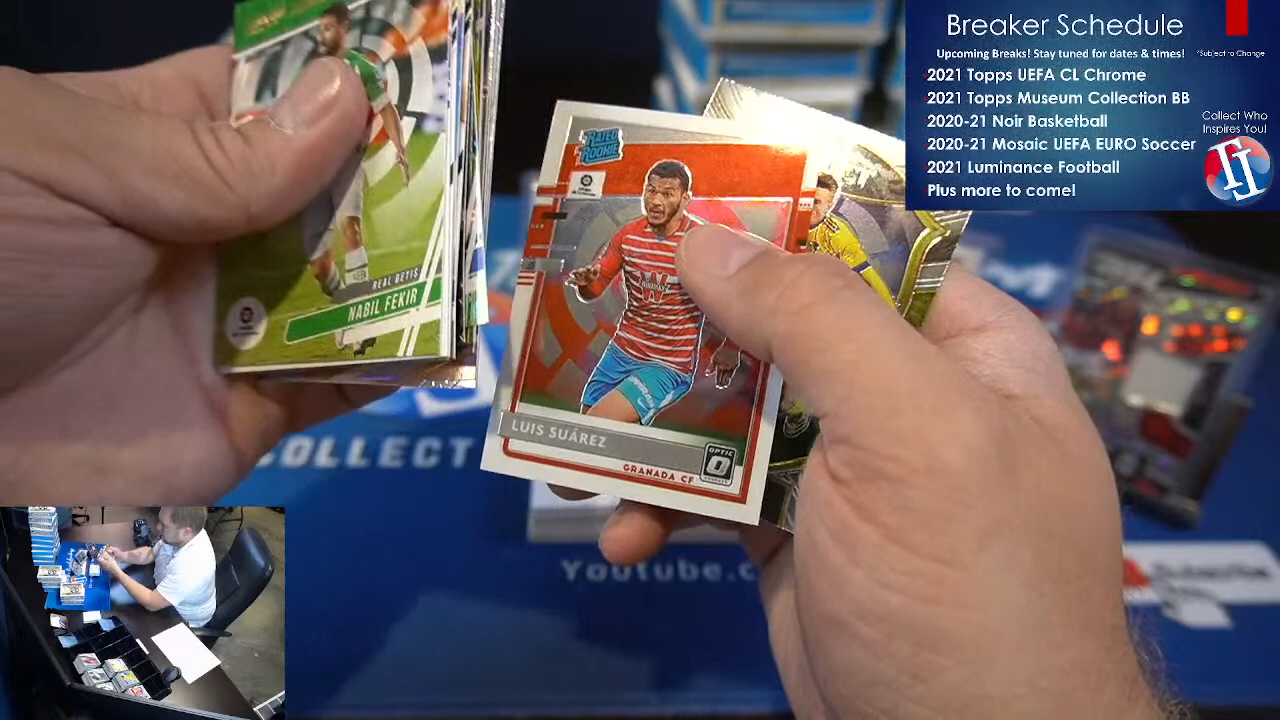 Breaker Schedule
Upcoming Breaks! Stay tuned for dates & times!
*Subject to Change
2021 Topps UEFA CL Chrome
2021 Topps Museum Collection BB
2020-21 Noir Basketball
2020-21 Mosaic UEFA EURO Soccer
2021 Luminance Football
Plus more to come!
Collect Who
Inspires You!
RATED
ROOKIE
REAL BETIS
NABIL FEKIR
LUIS SUÁREZ
OPTIC
GRANADA CF
COLLECT
Youtube.c